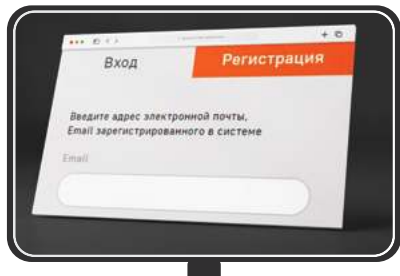 Вход
Регистрация
Введите адрес электронной почты,
Email зарегистрированного в системе
Email